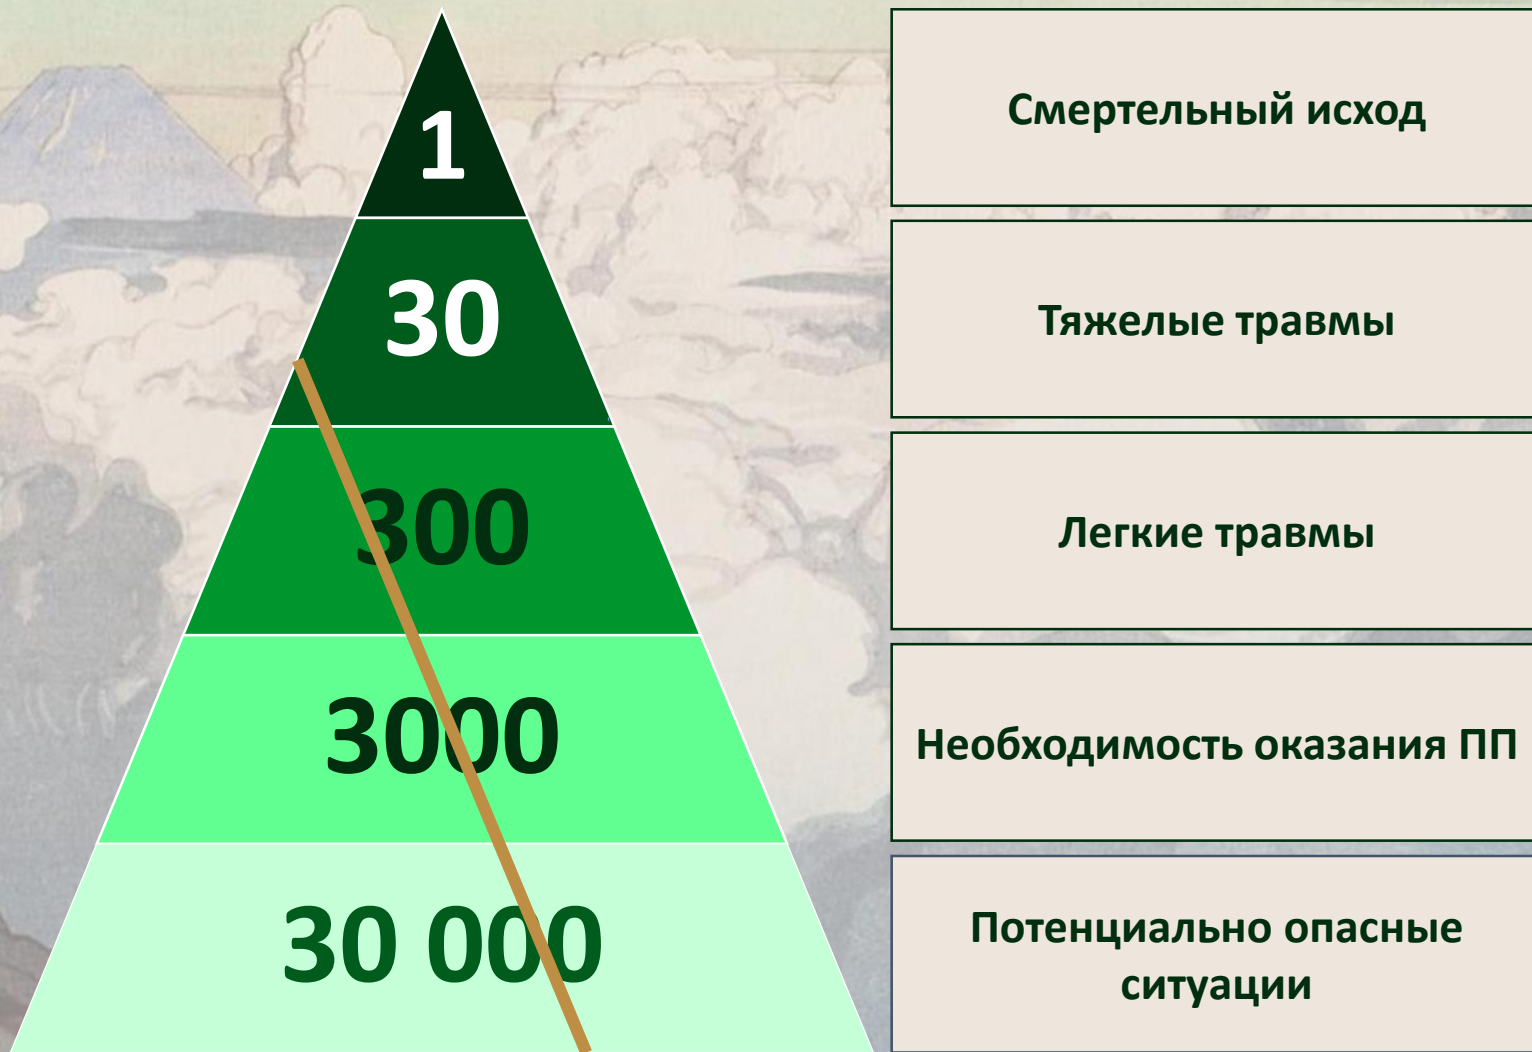 1
Смертельный исход
30
Тяжелые травмы
300
Легкие травмы
3000
Необходимость оказания ПП
30 000
Потенциально опасные
ситуации